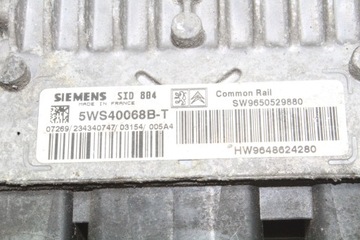 SIEMENS SID 804
MADE IN FRANCE
5WS40068B-T
07269/234340747/03154/005A4
Common Rail
SW9650529880
HW9648624280